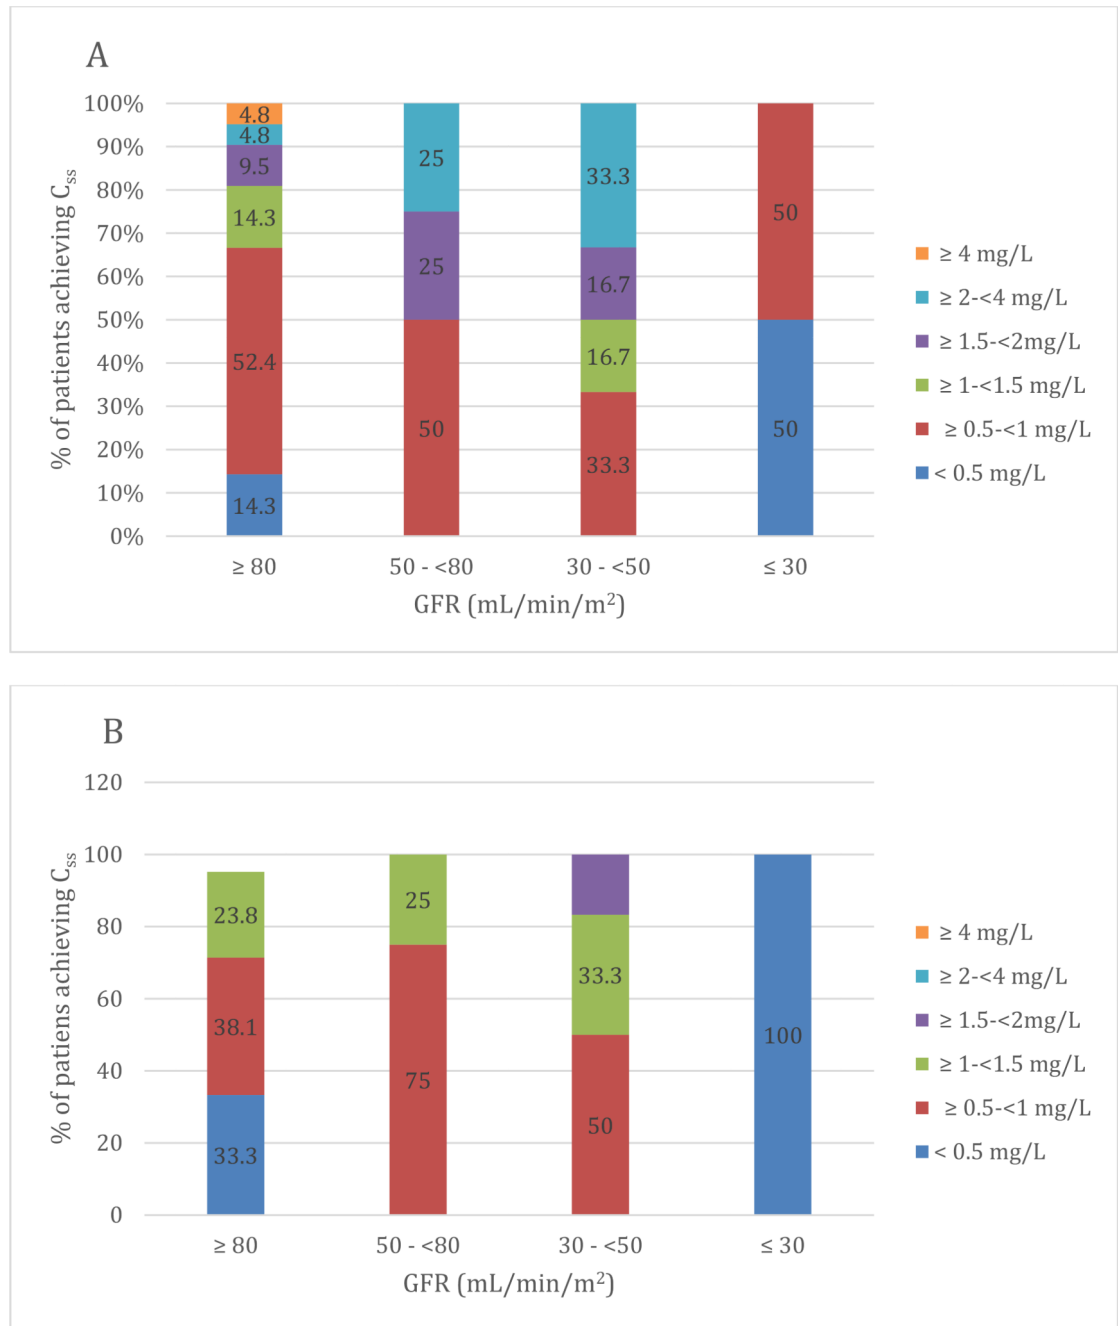 A
100%
90%
80%
70%
60%
50%
40%
30%
20%
10%
0%
% of patients achieving Css
4.8
4.8
9.5
14.3
52.4
14.3
25
25
50
33.3
16.7
16.7
33.3
50
50
≥ 80
50 - <80
30 - <50
≤ 30
GFR (mL/min/m²)
≥ 4 mg/L
≥ 2-<4 mg/L
≥ 1.5-<2mg/L
≥ 1-<1.5 mg/L
≥ 0.5-<1 mg/L
< 0.5 mg/L
B
120
100
80
60
40
20
0
% of patiens achieving Css
23.8
38.1
33.3
25
75
33.3
50
100
≥ 80
50 - <80
30 - <50
≤ 30
GFR (mL/min/m²)
≥ 4 mg/L
≥ 2-<4 mg/L
≥ 1.5-<2mg/L
≥ 1-<1.5 mg/L
≥ 0.5-<1 mg/L
< 0.5 mg/L